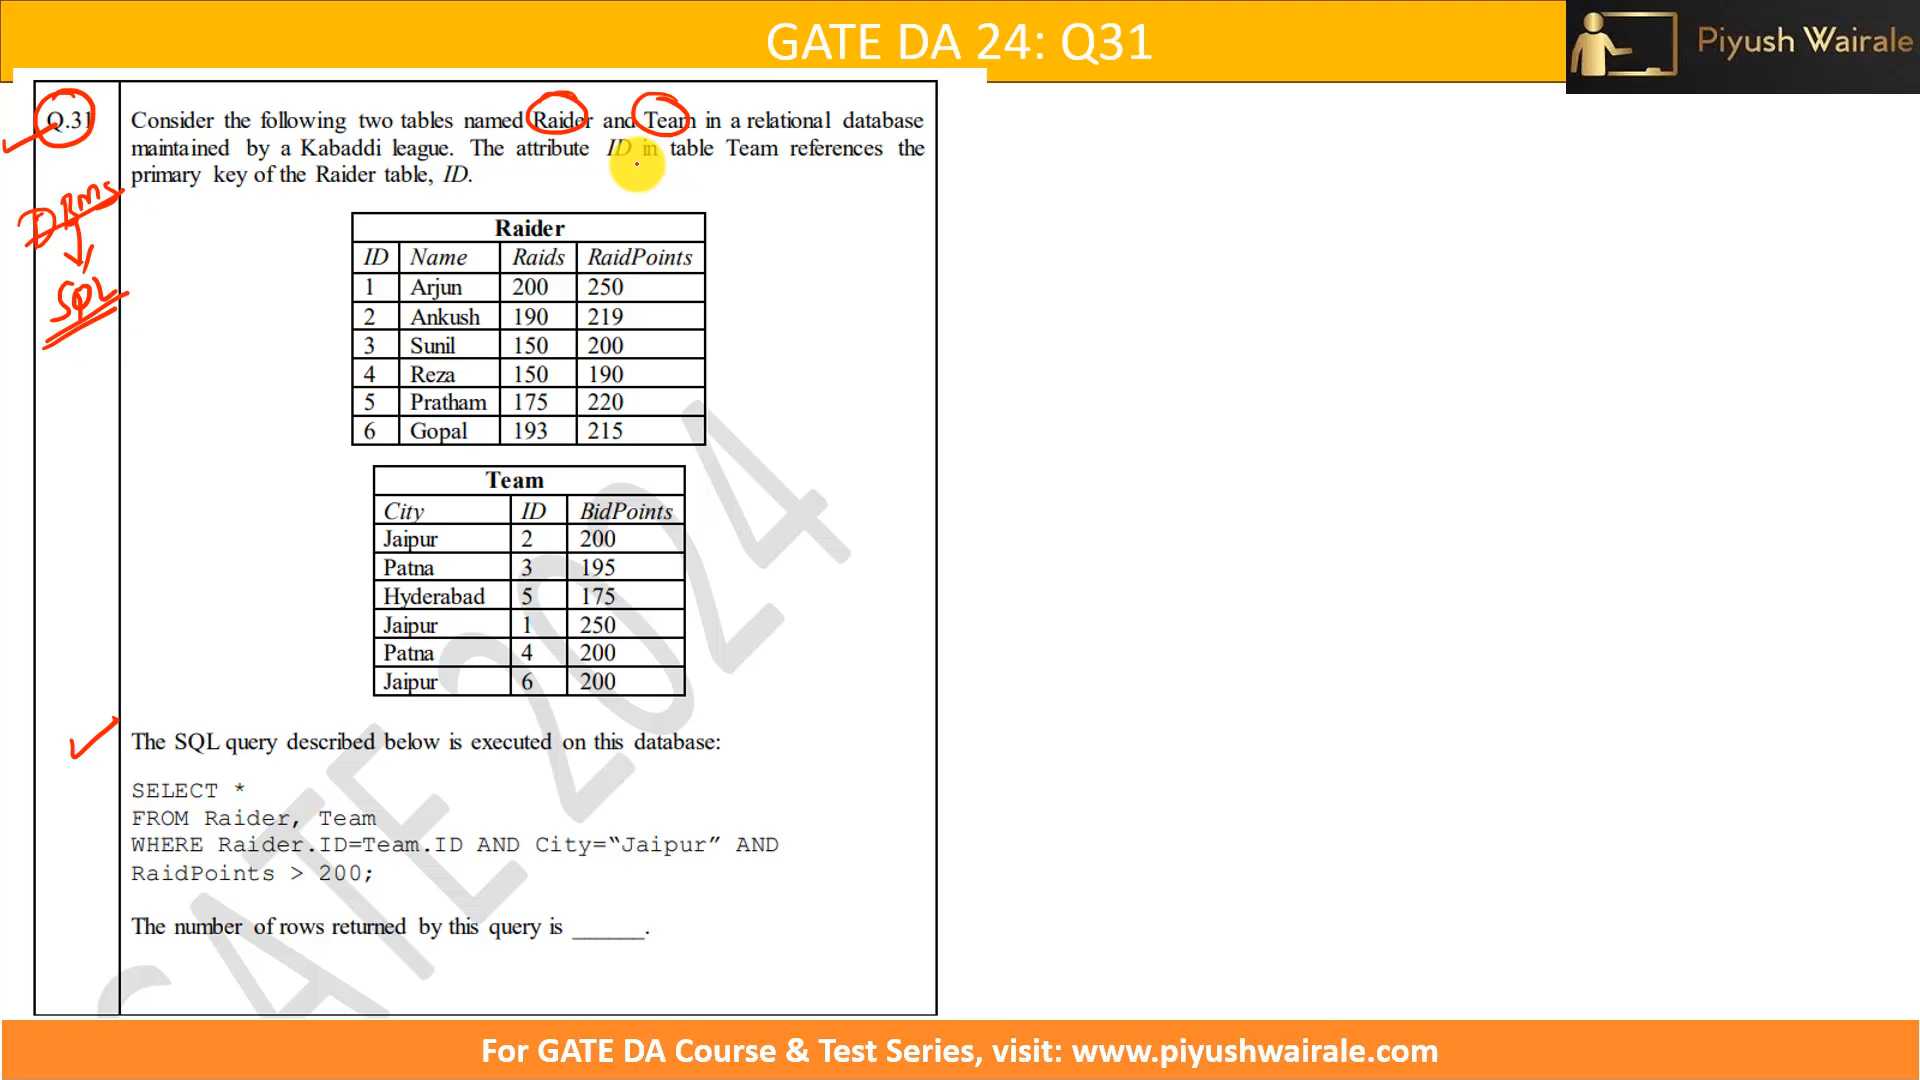 GATE DA 24: Q31
Piyush Wairale
Q.31
Consider the following two tables named Raider and Team in a relational database
maintained by a Kabaddi league. The attribute ID in table Team references the
primary key of the Raider table, ID.
DBMS
SQL
Raider
ID Name Raids RaidPoints
1 Arjun 200 250
2 Ankush 190 219
3 Sunil 150 200
4 Reza 150 190
5 Pratham 175 220
6 Gopal 193 215
Team
City ID BidPoints
Jaipur 2 200
Patna 3 195
Hyderabad 5 175
Jaipur 1 250
Patna 4 200
Jaipur 6 200
The SQL query described below is executed on this database:
SELECT *
FROM Raider, Team
WHERE Raider.ID=Team.ID AND City=“Jaipur” AND
RaidPoints > 200;
The number of rows returned by this query is ______.
GATE 2024
For GATE DA Course & Test Series, visit: www.piyushwairale.com